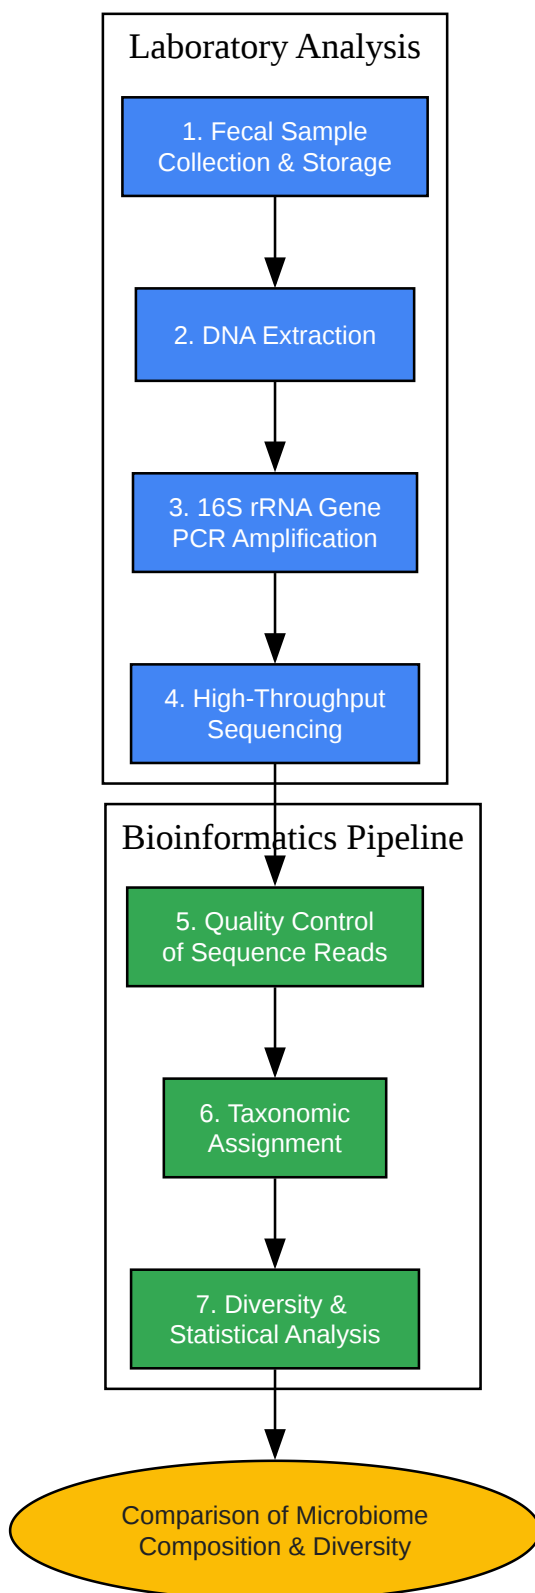 Laboratory Analysis
1. Fecal Sample
Collection & Storage
2. DNA Extraction
3. 16S rRNA Gene
PCR Amplification
4. High-Throughput
Sequencing
Bioinformatics Pipeline
5. Quality Control
of Sequence Reads
6. Taxonomic
Assignment
7. Diversity &
Statistical Analysis
Comparison of Microbiome
Composition & Diversity